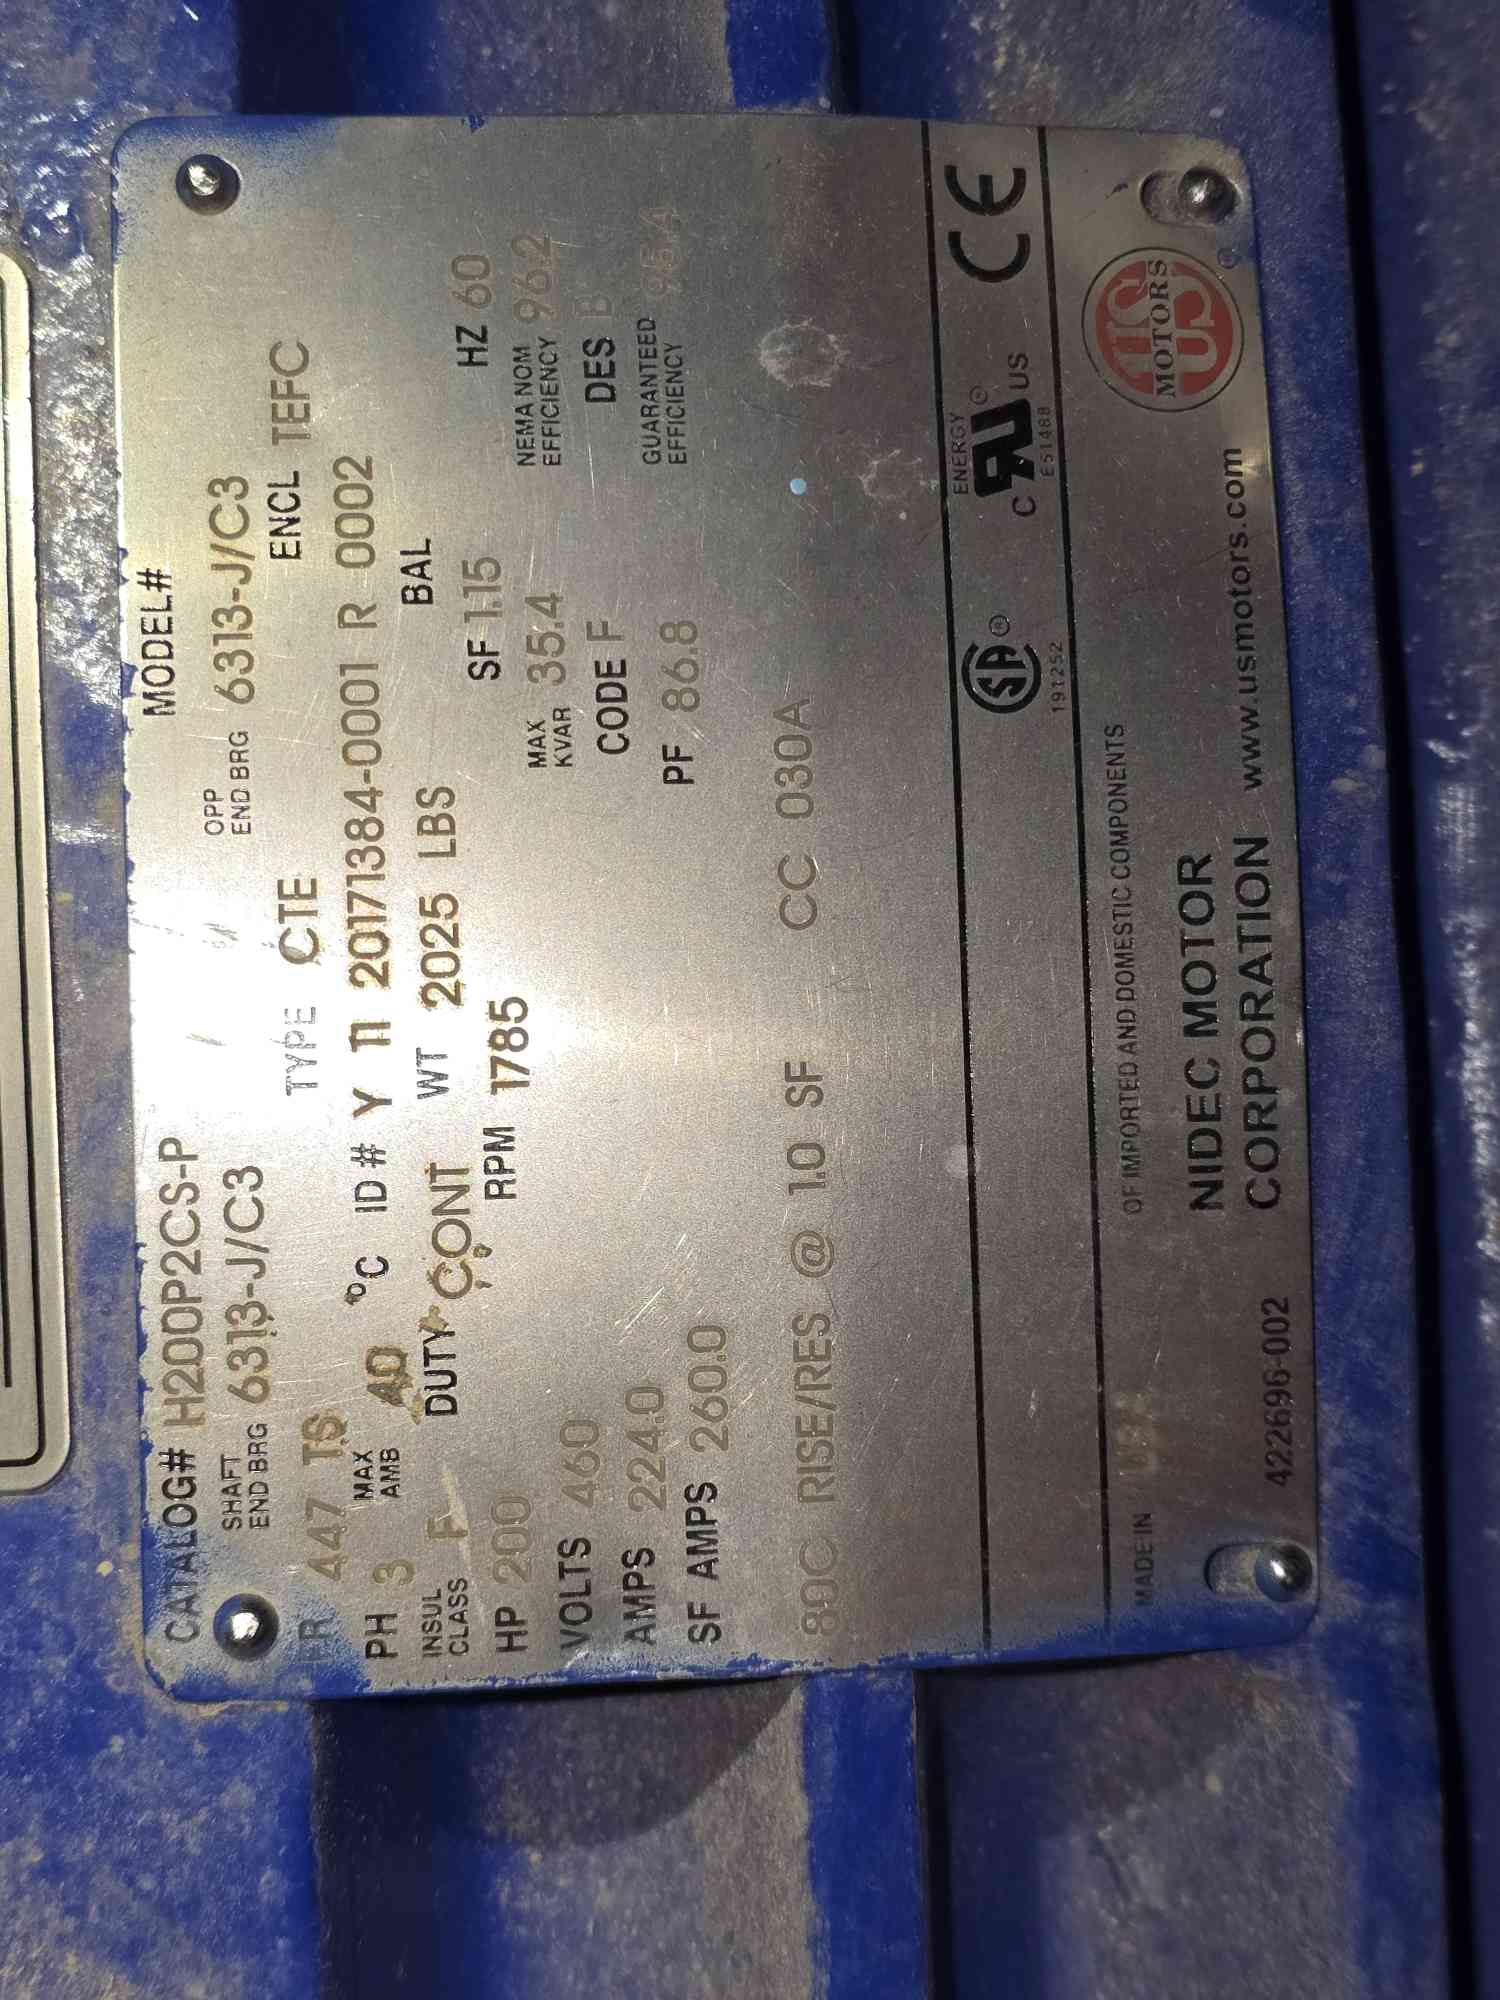 CATALOG# H200P2CS-P MODEL#
SHAFT END BRG 6313-J/C3 OPP END BRG 6313-J/C3
FR 447 TS TYPE CTE ENCL TEFC
PH 3 MAX AMB 40 °C ID# Y 11 20171384-0001 R 0002
INSUL CLASS F DUTY CONT WT 2025 LBS BAL
HP 200 RPM 1785 SF 1.15 HZ 60
VOLTS 460 MAX KVAR 35.4 NEMA NOM EFFICIENCY 96.2
AMPS 224.0 CODE F DES B
SF AMPS 260.0 PF 86.8 GUARANTEED EFFICIENCY 95.4
80C RISE/RES @ 1.0 SF CC 030A
SA ® 191252 ENERGY C RU ® US E51488 CE
MADE IN USA OF IMPORTED AND DOMESTIC COMPONENTS
NIDEC MOTOR
422696-002 CORPORATION www.usmotors.com
US MOTORS ®